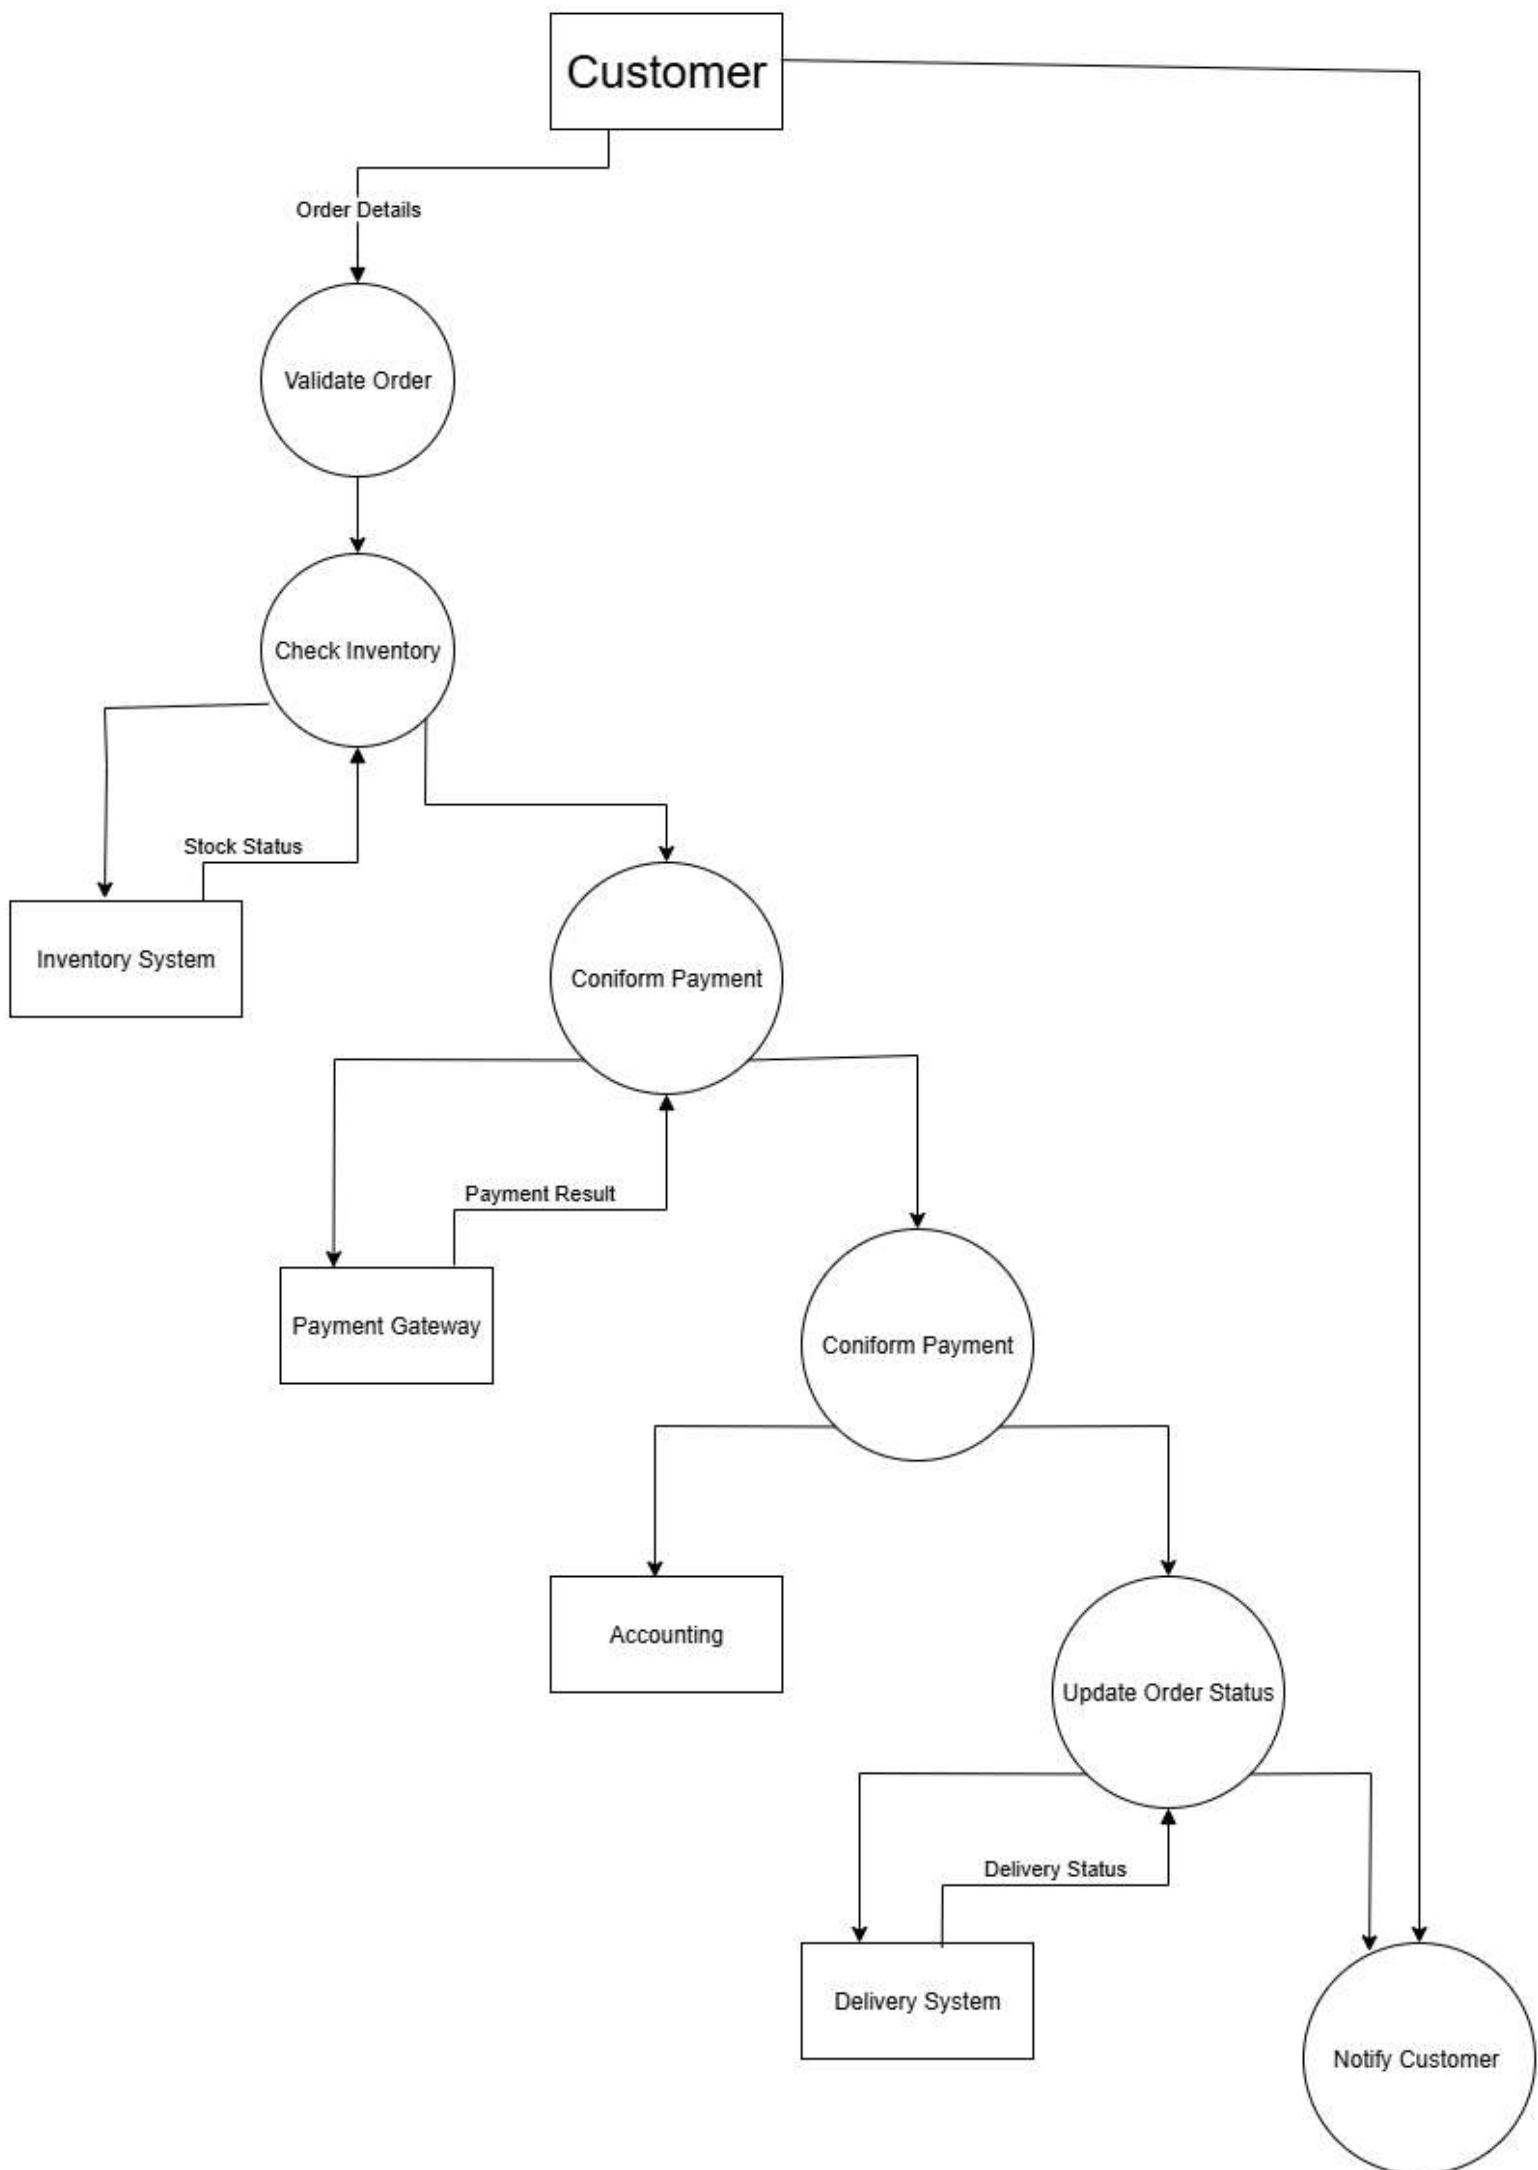 Customer
Order Details
Validate Order
Check Inventory
Stock Status
Inventory System
Coniform Payment
Payment Result
Payment Gateway
Coniform Payment
Accounting
Update Order Status
Delivery Status
Delivery System
Notify Customer